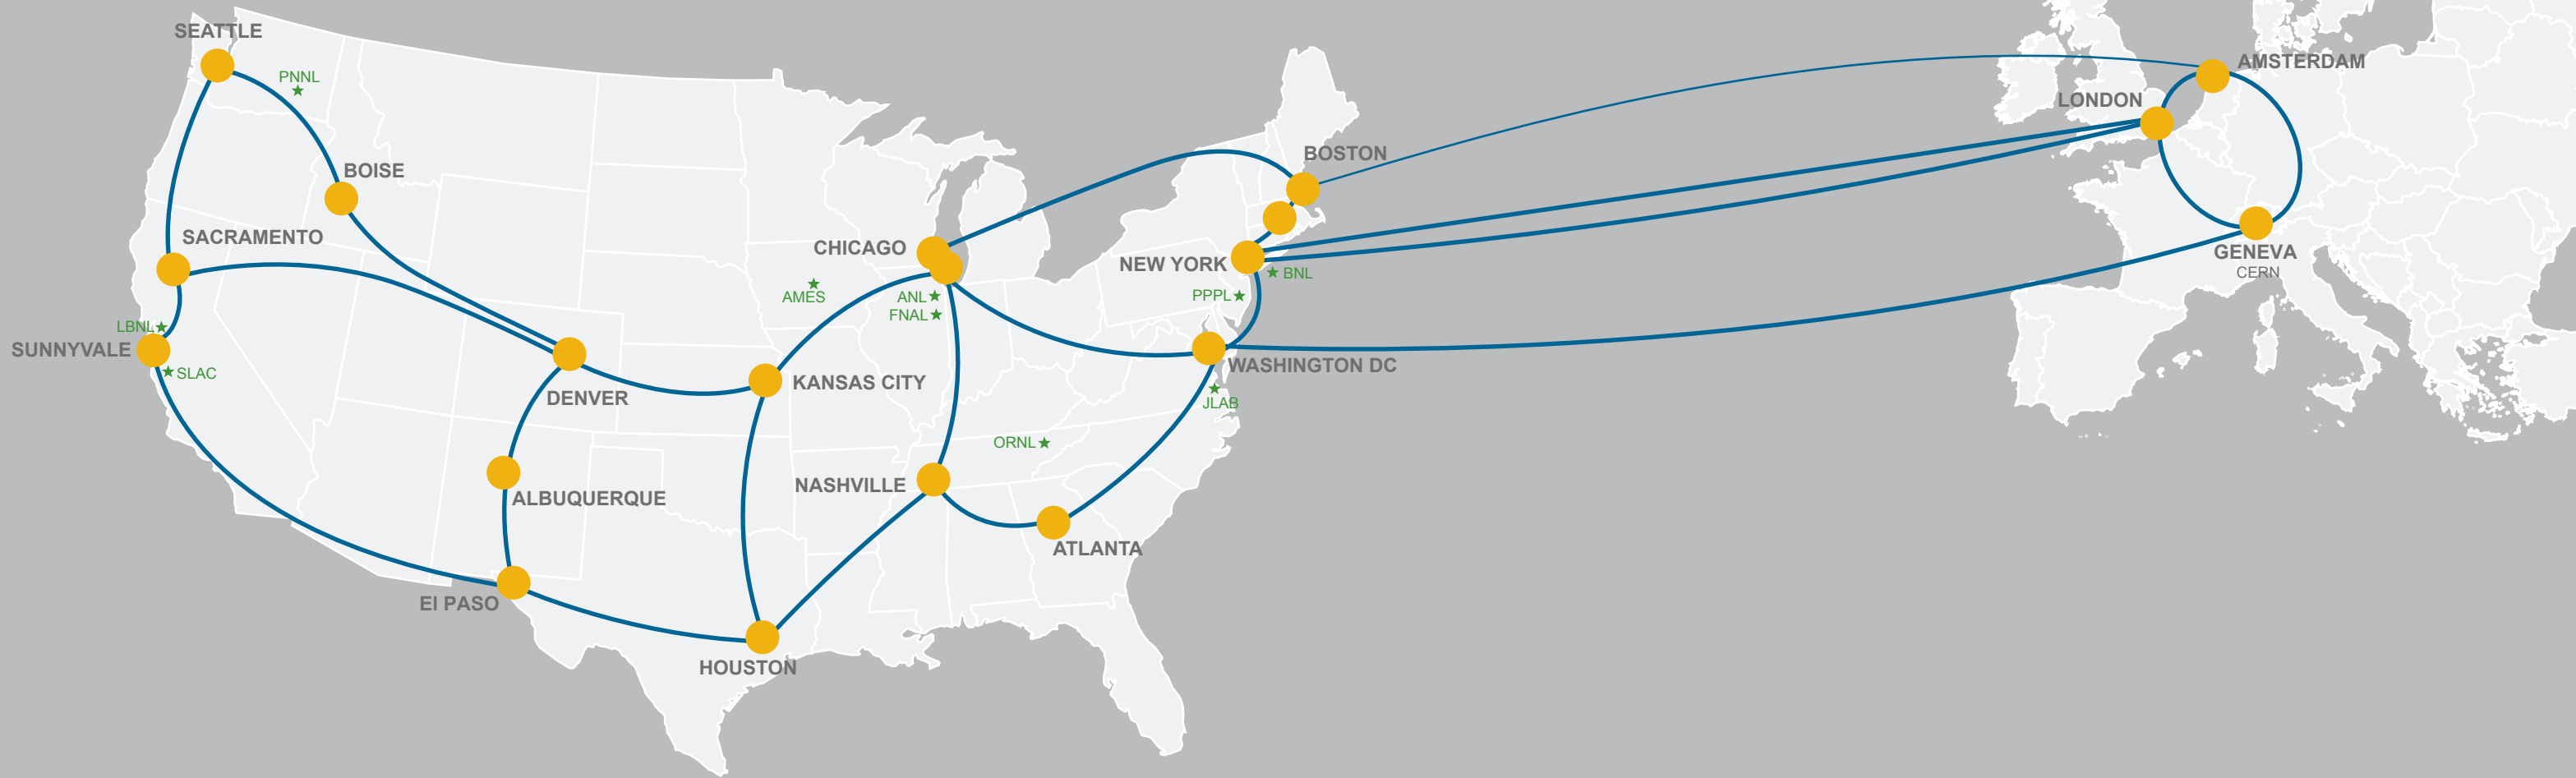 SEATTLE
PNNL
BOISE
SACRAMENTO
LBNL
SUNNYVALE
SLAC
DENVER
ALBUQUERQUE
El PASO
HOUSTON
KANSAS CITY
CHICAGO
AMES
ANL
FNAL
NASHVILLE
ORNL
ATLANTA
BOSTON
NEW YORK
BNL
PPPL
WASHINGTON DC
JLAB
AMSTERDAM
LONDON
GENEVA
CERN